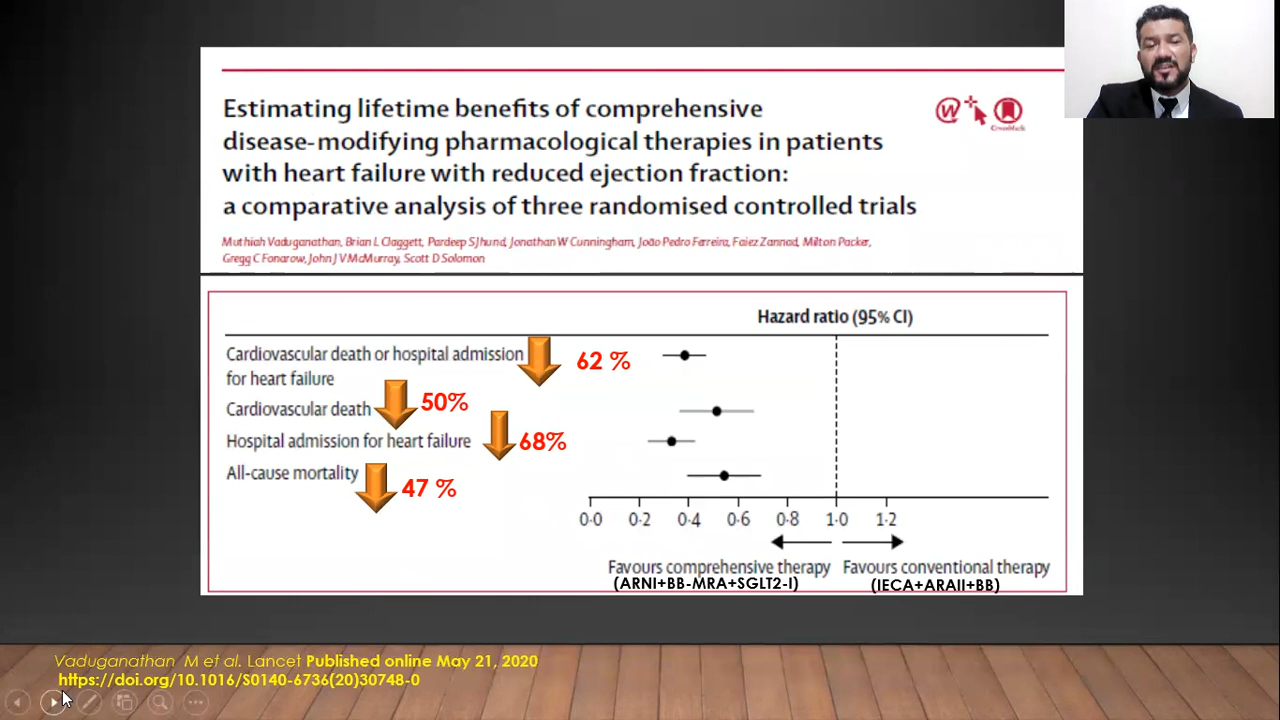 Estimating lifetime benefits of comprehensive
disease-modifying pharmacological therapies in patients
with heart failure with reduced ejection fraction:
a comparative analysis of three randomised controlled trials
CrossMark
Muthiah Vaduganathan, Brian L Claggett, Pardeep S Jhund, Jonathan W Cunningham, João Pedro Ferreira, Faiez Zannad, Milton Packer,
Gregg C Fonarow, John J V McMurray, Scott D Solomon
Hazard ratio (95% CI)
Cardiovascular death or hospital admission
for heart failure
62 %
Cardiovascular death
50%
Hospital admission for heart failure
68%
All-cause mortality
47 %
0·0 0·2 0·4 0·6 0·8 1·0 1·2
Favours comprehensive therapy Favours conventional therapy
(ARNI+BB-MRA+SGLT2-I) (IECA+ARAII+BB)
Vaduganathan M et al. Lancet Published online May 21, 2020
https://doi.org/10.1016/S0140-6736(20)30748-0